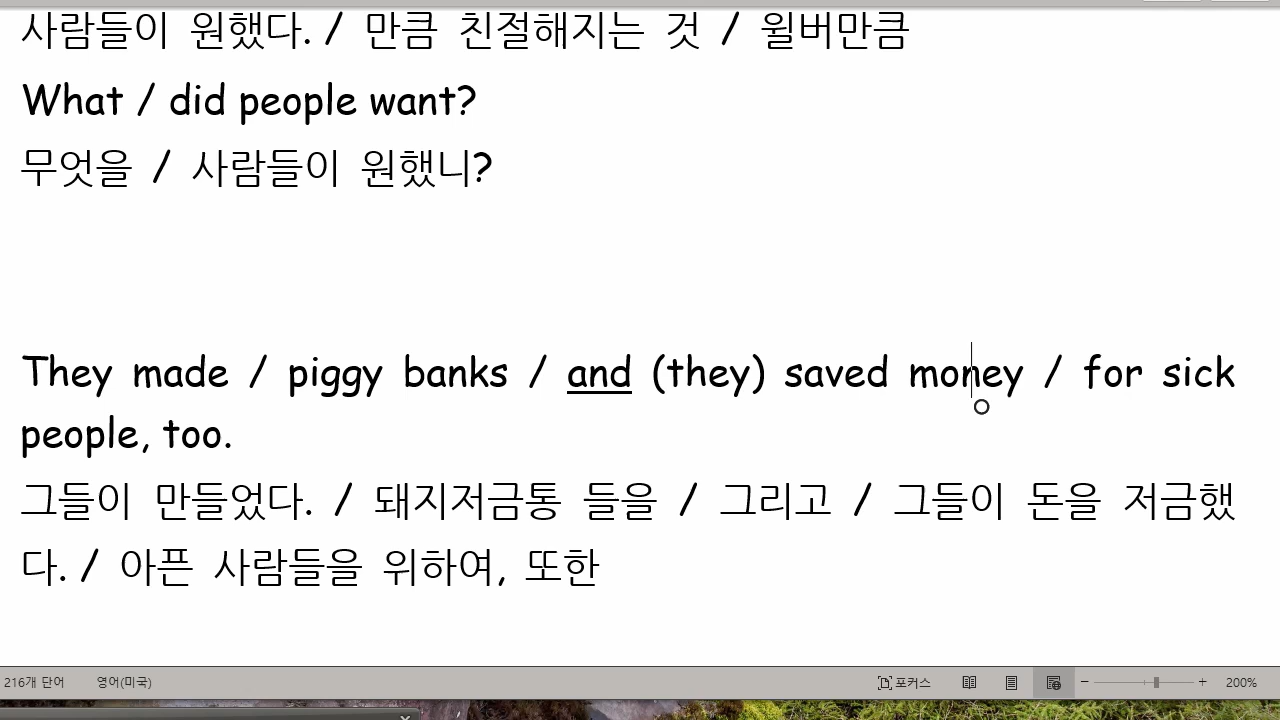 사람들이 원했다. / 만큼 친절해지는 것 / 윌버만큼
What / did people want?
무엇을 / 사람들이 원했니?
They made / piggy banks / and (they) saved money / for sick
people, too.
그들이 만들었다. / 돼지저금통 들을 / 그리고 / 그들이 돈을 저금했
다. / 아픈 사람들을 위하여, 또한
216개 단어 영어(미국) 포커스 200%